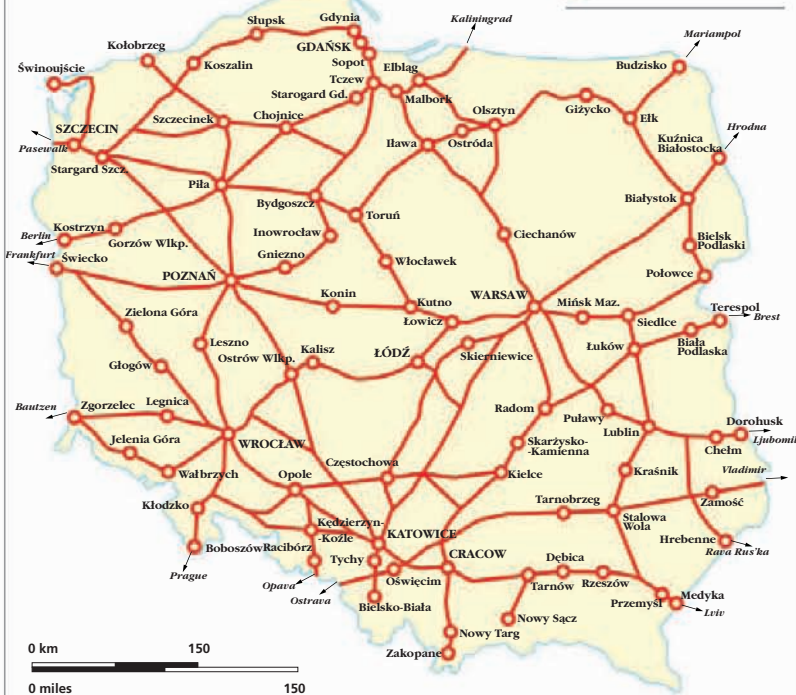 Kaliningrad
Gdynia
Słupsk
GDAŃSK
Mariampol
Kołobrzeg
Koszalin
Sopot
Elbląg
Budzisko
Świnoujście
Tczew
Malbork
Starogard Gd.
Olsztyn
Giżycko
Szczecinek
Chojnice
Ełk
SZCZECIN
Kuźnica
Białostocka
Hrodna
Pasewalk
Iława
Ostróda
Stargard Szcz.
Piła
Bydgoszcz
Białystok
Toruń
Kostrzyn
Berlin
Gorzów Wlkp.
Inowrocław
Ciechanów
Bielsk
Podlaski
Frankfurt
Świecko
Gniezno
Włocławek
POZNAŃ
Połowce
Konin
Kutno
WARSAW
Mińsk Maz.
Terespol
Brest
Zielona Góra
Łowicz
Siedlce
Leszno
Kalisz
ŁÓDŹ
Skierniewice
Łuków
Biała
Podlaska
Ostrów Wlkp.
Głogów
Bautzen
Zgorzelec
Legnica
Radom
Puławy
Dorohusk
Lublin
Ljubomil
WROCŁAW
Jelenia Góra
Skarżysko-
-Kamienna
Chełm
Częstochowa
Wałbrzych
Opole
Kielce
Kraśnik
Vladimir
Kłodzko
Tarnobrzeg
Zamość
Kędzierzyn-
-Koźle
KATOWICE
Stalowa
Wola
Hrebenne
Boboszów
Racibórz
Tychy
CRACOW
Dębica
Rava Rus'ka
Prague
Opava
Oświęcim
Tarnów
Rzeszów
Ostrava
Medyka
Przemyśl
Lviv
Bielsko-Biała
Nowy Sącz
Nowy Targ
Zakopane
0 km 150
0 miles 150